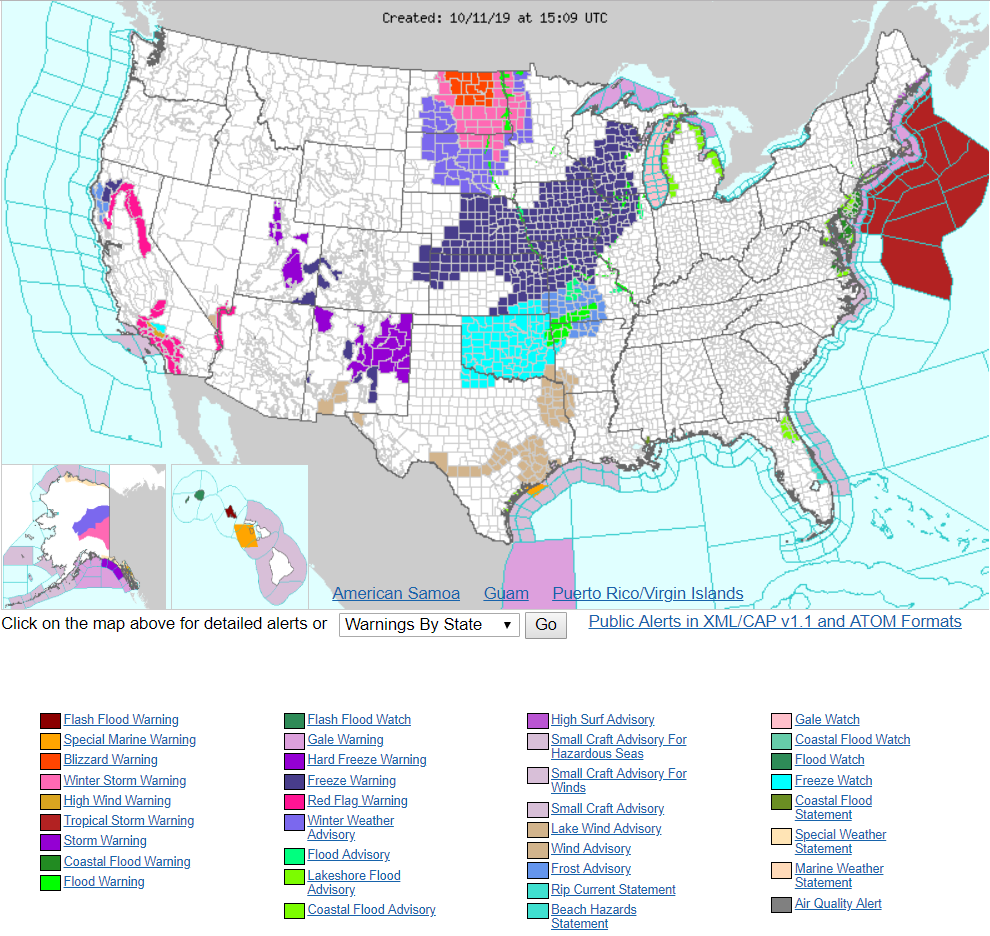 Created: 10/11/19 at 15:09 UTC
American Samoa Guam Puerto Rico/Virgin Islands
Click on the map above for detailed alerts or Warnings By State Go Public Alerts in XML/CAP v1.1 and ATOM Formats
Flash Flood Warning
Special Marine Warning
Blizzard Warning
Winter Storm Warning
High Wind Warning
Tropical Storm Warning
Storm Warning
Coastal Flood Warning
Flood Warning
Flash Flood Watch
Gale Warning
Hard Freeze Warning
Freeze Warning
Red Flag Warning
Winter Weather
Advisory
Flood Advisory
Lakeshore Flood
Advisory
Coastal Flood Advisory
High Surf Advisory
Small Craft Advisory For
Hazardous Seas
Small Craft Advisory For
Winds
Small Craft Advisory
Lake Wind Advisory
Wind Advisory
Frost Advisory
Rip Current Statement
Beach Hazards
Statement
Gale Watch
Coastal Flood Watch
Flood Watch
Freeze Watch
Coastal Flood
Statement
Special Weather
Statement
Marine Weather
Statement
Air Quality Alert